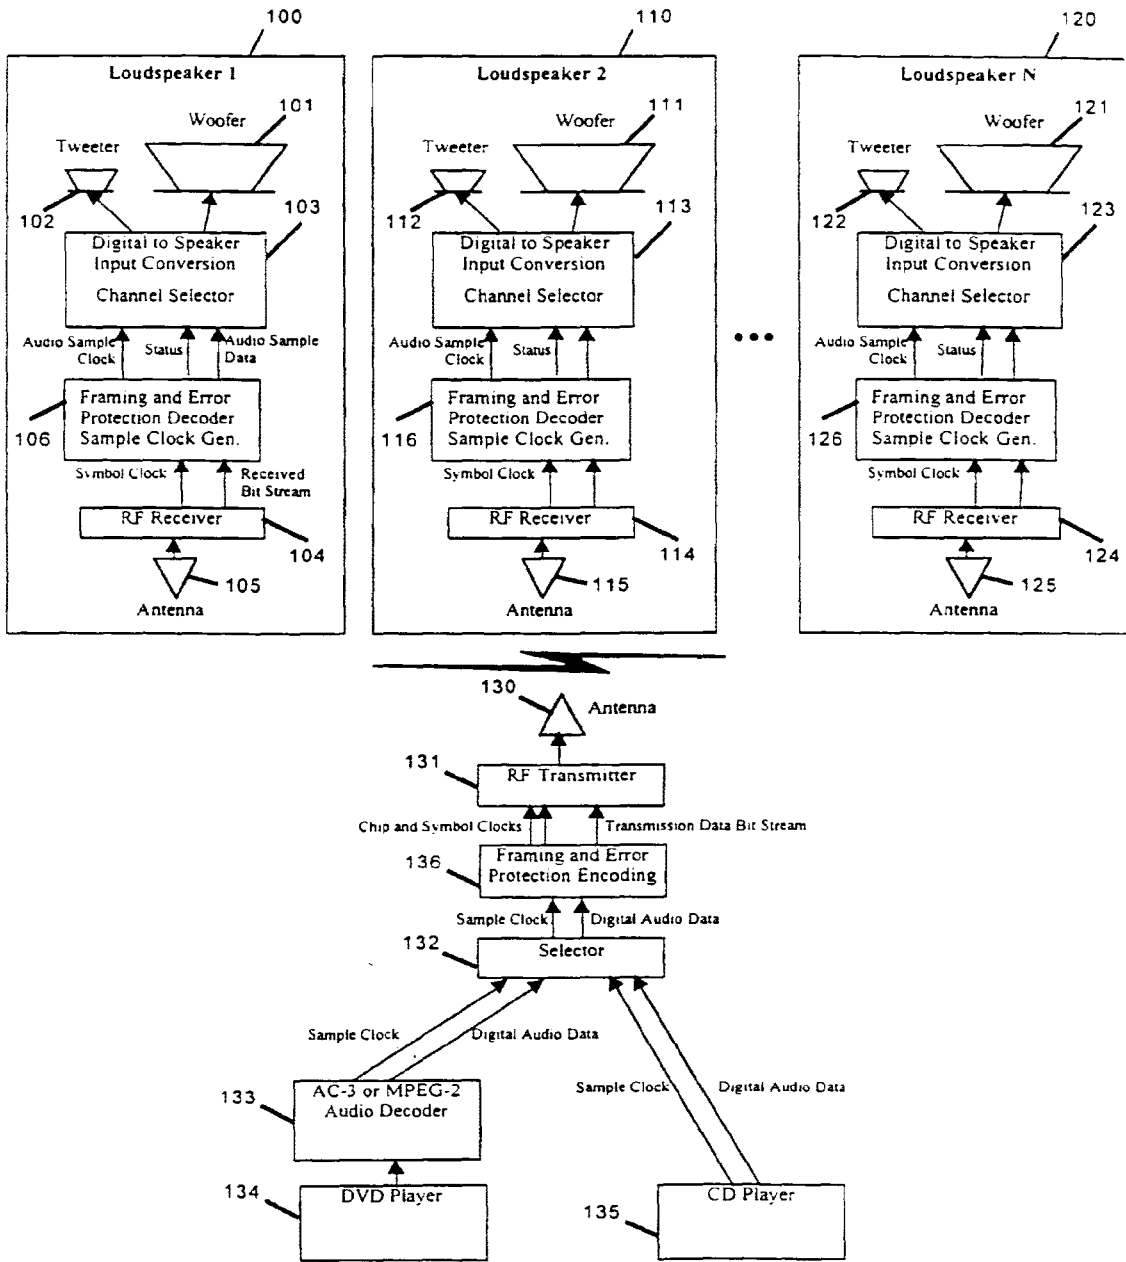 100
110
120
Loudspeaker 1
Loudspeaker 2
Loudspeaker N
101
Woofer
Tweeter
102
103
Digital to Speaker
Input Conversion
Channel Selector
Audio Sample
Clock
Status
Audio Sample
Data
Framing and Error
Protection Decoder
Sample Clock Gen.
106
Symbol Clock
Received
Bit Stream
RF Receiver
104
105
Antenna
111
Woofer
Tweeter
112
113
Digital to Speaker
Input Conversion
Channel Selector
Audio Sample
Clock
Status
Framing and Error
Protection Decoder
Sample Clock Gen.
116
Symbol Clock
RF Receiver
114
115
Antenna
121
Woofer
Tweeter
122
123
Digital to Speaker
Input Conversion
Channel Selector
Audio Sample
Clock
Status
Framing and Error
Protection Decoder
Sample Clock Gen.
126
Symbol Clock
RF Receiver
124
125
Antenna
130
Antenna
131
RF Transmitter
Chip and Symbol Clocks
Transmission Data Bit Stream
136
Framing and Error
Protection Encoding
Sample Clock
Digital Audio Data
132
Selector
Sample Clock
Digital Audio Data
Sample Clock
Digital Audio Data
133
AC-3 or MPEG-2
Audio Decoder
134
DVD Player
135
CD Player